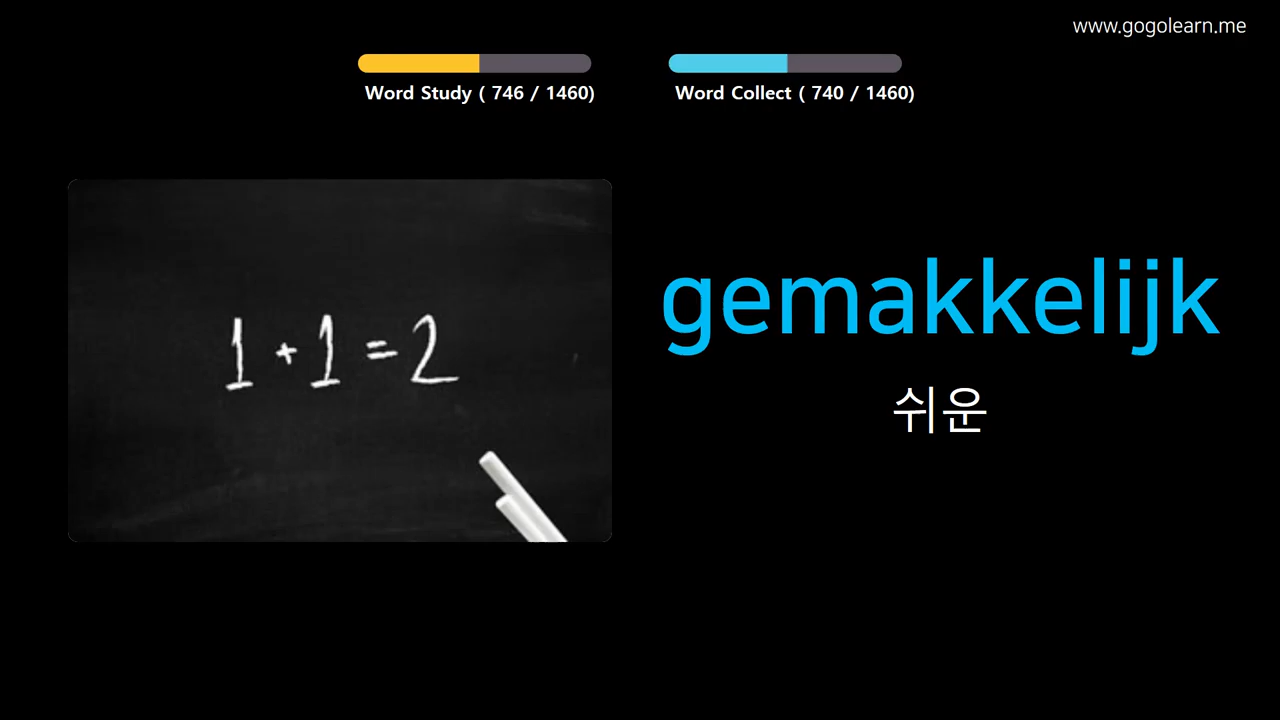 www.gogolearn.me
Word Study ( 746 / 1460)
Word Collect ( 740 / 1460)
1 + 1 = 2
gemakkelijk
쉬운